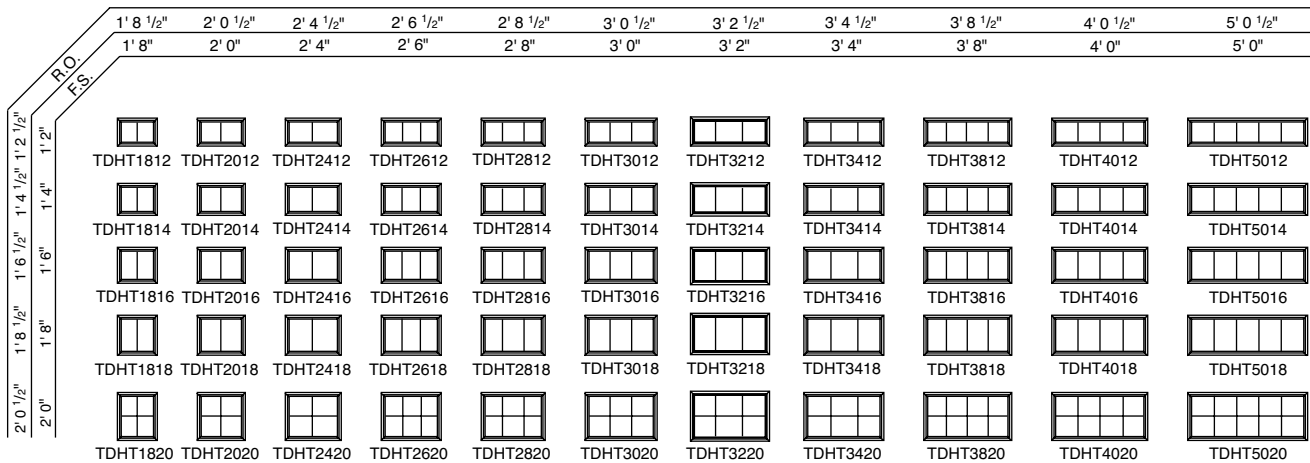 1' 8 1/2" 2' 0 1/2" 2' 4 1/2" 2' 6 1/2" 2' 8 1/2" 3' 0 1/2" 3' 2 1/2" 3' 4 1/2" 3' 8 1/2" 4' 0 1/2" 5' 0 1/2"
1' 8" 2' 0" 2' 4" 2' 6" 2' 8" 3' 0" 3' 2" 3' 4" 3' 8" 4' 0" 5' 0"
R.O.
F.S.
1' 2 1/2" 1' 2"
TDHT1812 TDHT2012 TDHT2412 TDHT2612 TDHT2812 TDHT3012 TDHT3212 TDHT3412 TDHT3812 TDHT4012 TDHT5012
1' 4 1/2" 1' 4"
TDHT1814 TDHT2014 TDHT2414 TDHT2614 TDHT2814 TDHT3014 TDHT3214 TDHT3414 TDHT3814 TDHT4014 TDHT5014
1' 6 1/2" 1' 6"
TDHT1816 TDHT2016 TDHT2416 TDHT2616 TDHT2816 TDHT3016 TDHT3216 TDHT3416 TDHT3816 TDHT4016 TDHT5016
1' 8 1/2" 1' 8"
TDHT1818 TDHT2018 TDHT2418 TDHT2618 TDHT2818 TDHT3018 TDHT3218 TDHT3418 TDHT3818 TDHT4018 TDHT5018
2' 0 1/2" 2' 0"
TDHT1820 TDHT2020 TDHT2420 TDHT2620 TDHT2820 TDHT3020 TDHT3220 TDHT3420 TDHT3820 TDHT4020 TDHT5020